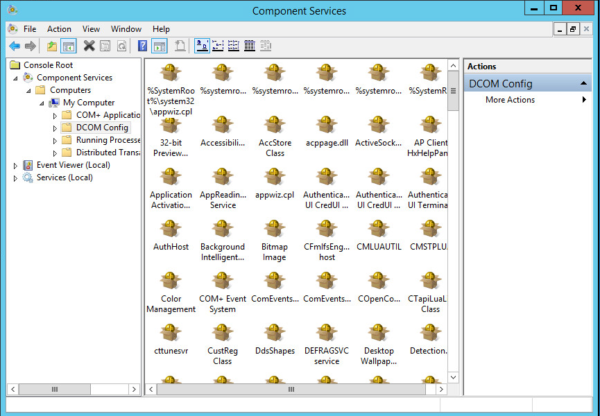 Component Services
File Action View Window Help
Console Root
Component Services
Computers
My Computer
COM+ Applicatio
DCOM Config
Running Processe
Distributed Transa
Event Viewer (Local)
Services (Local)
%SystemRoo
t%\system32
\appwiz.cpl
%systemro...
%systemro...
%systemro...
%systemro...
%SystemR
32-bit
Preview...
Accessibili...
AccStore
Class
acppage.dll
ActiveSock...
AP Client
HxHelpPan
Application
Activatio...
AppReadin...
Service
appwiz.cpl
Authentica...
UI CredUI ...
Authentica...
UI CredUI ...
Authentica
UI Terminal
AuthHost
Background
Intelligent...
Bitmap
Image
CFmIfsEng...
host
CMLUAUTIL
CMSTPLU
Color
Management
COM+ Event
System
ComEvents...
ComEvents...
COpenCo...
CTapiLuaL
Class
cttunesvr
CustReg
Class
DdsShapes
DEFRAGSVC
service
Desktop
Wallpap...
Detection
Actions
DCOM Config
More Actions